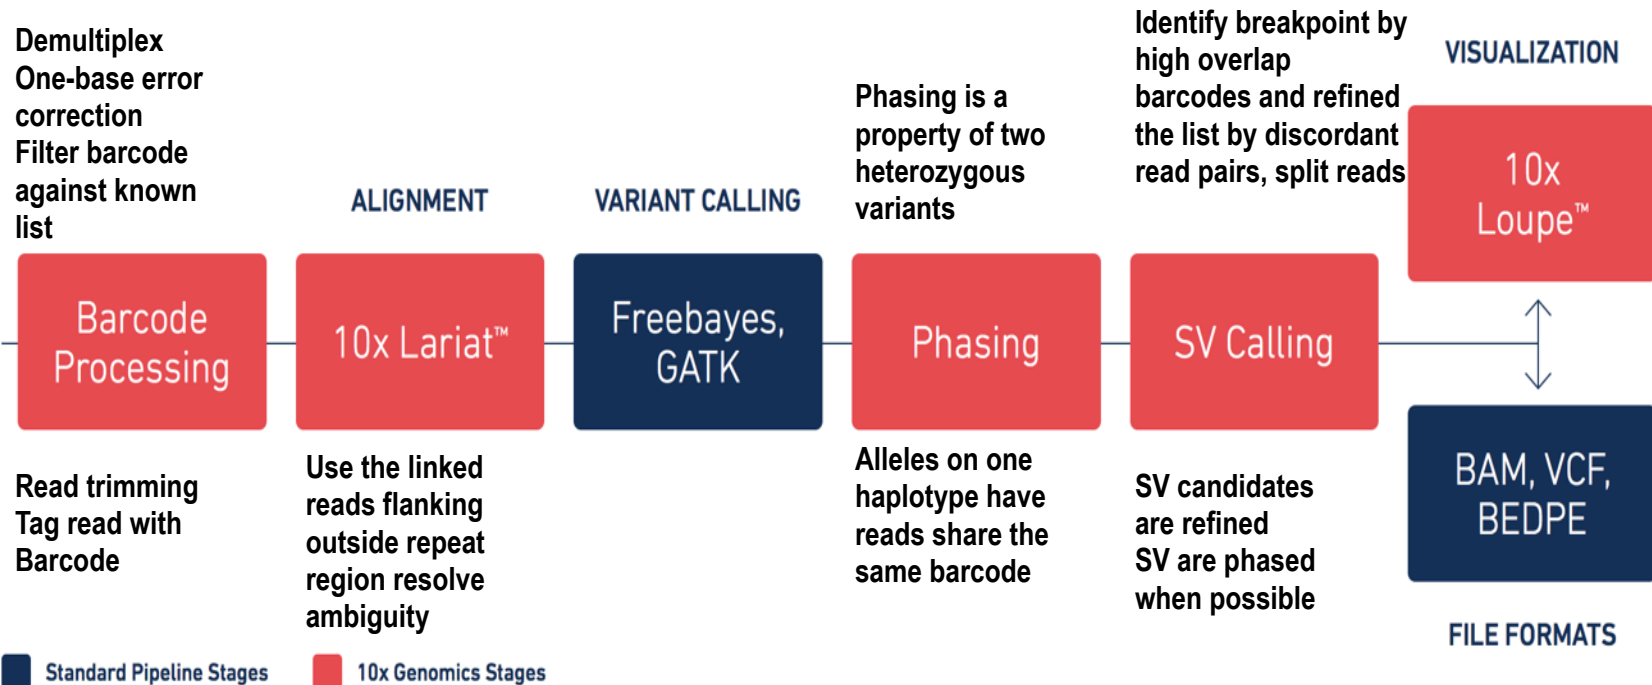 Demultiplex
One-base error
correction
Filter barcode
against known
list
Barcode
Processing
Read trimming
Tag read with
Barcode
ALIGNMENT
10x Lariat™
Use the linked
reads flanking
outside repeat
region resolve
ambiguity
VARIANT CALLING
Freebayes,
GATK
Phasing is a
property of two
heterozygous
variants
Phasing
Alleles on one
haplotype have
reads share the
same barcode
Identify breakpoint by
high overlap
barcodes and refined
the list by discordant
read pairs, split reads
SV Calling
SV candidates
are refined
SV are phased
when possible
VISUALIZATION
10x
Loupe™
BAM, VCF,
BEDPE
FILE FORMATS
Standard Pipeline Stages
10x Genomics Stages